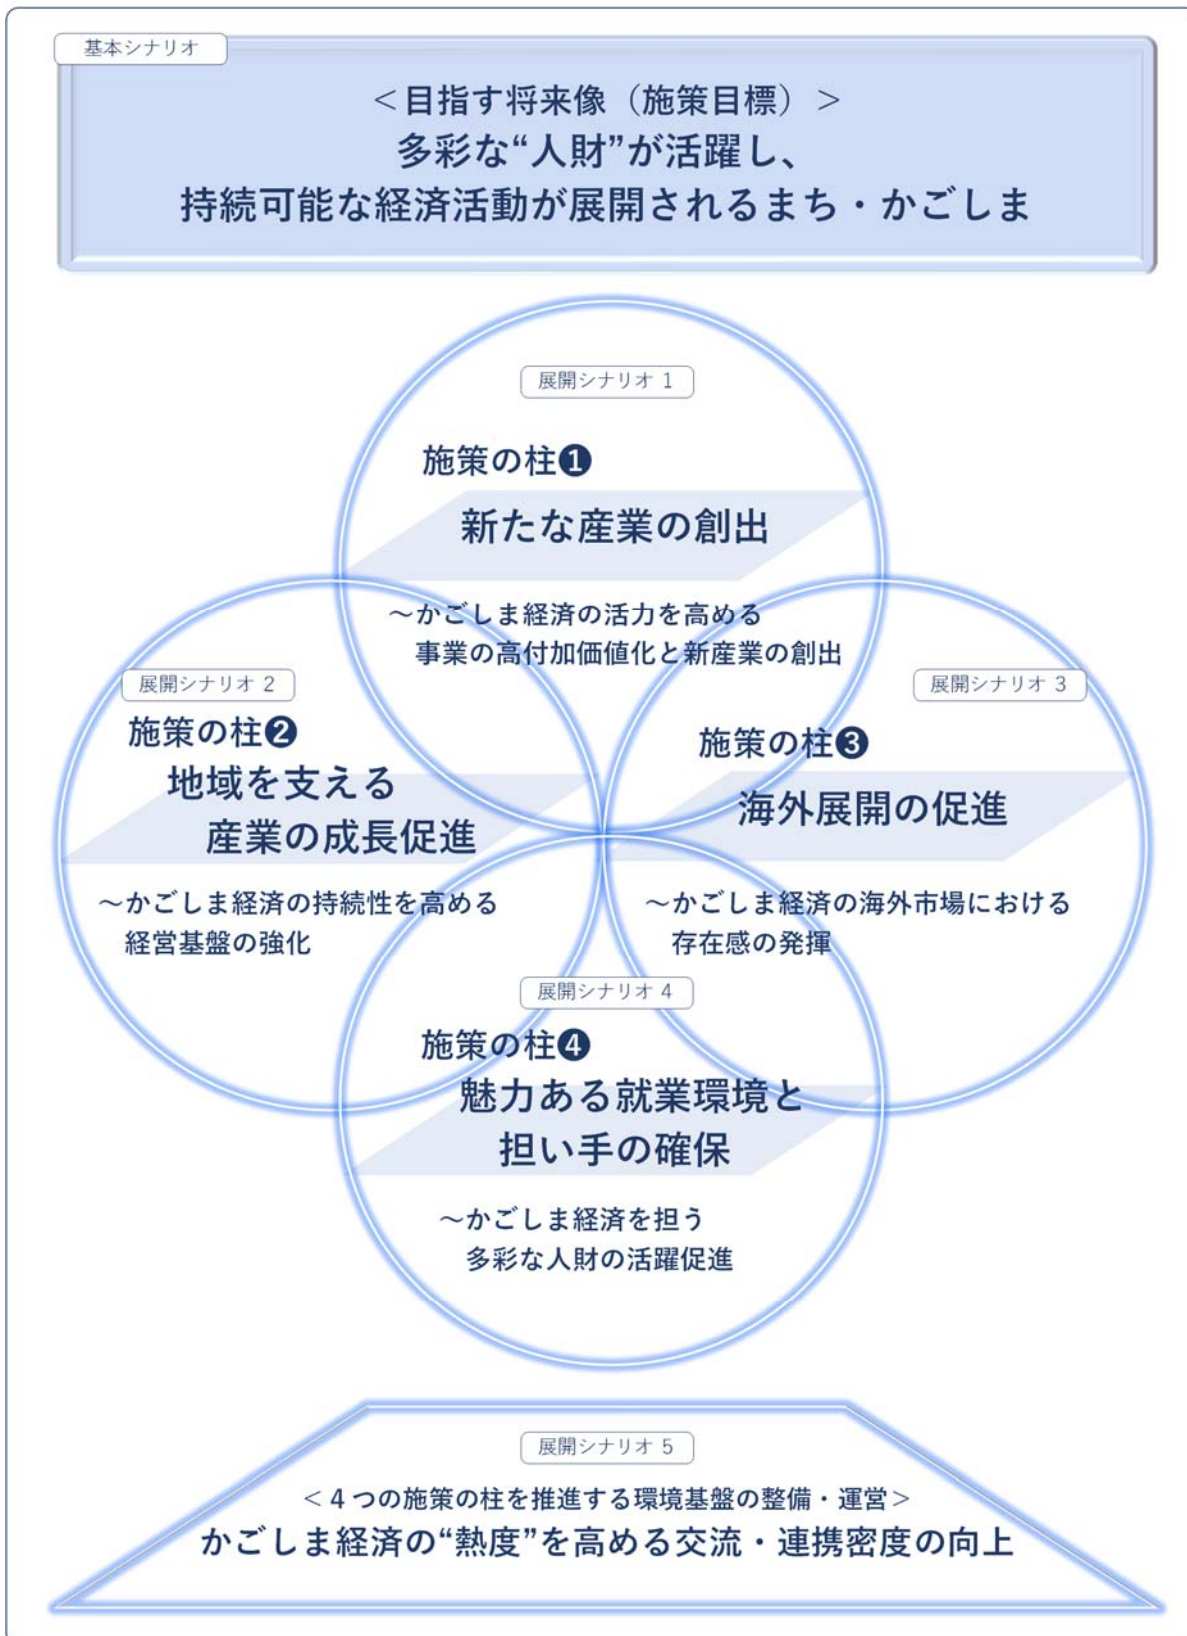 基本シナリオ
＜目指す将来像（施策目標）＞
多彩な“人財”が活躍し、
持続可能な経済活動が展開されるまち・かごしま
展開シナリオ 1
施策の柱❶
新たな産業の創出
～かごしま経済の活力を高める
事業の高付加価値化と新産業の創出
展開シナリオ 2
施策の柱❷
地域を支える
産業の成長促進
～かごしま経済の持続性を高める
経営基盤の強化
展開シナリオ 3
施策の柱❸
海外展開の促進
～かごしま経済の海外市場における
存在感の発揮
展開シナリオ 4
施策の柱❹
魅力ある就業環境と
担い手の確保
～かごしま経済を担う
多彩な人財の活躍促進
展開シナリオ 5
＜４つの施策の柱を推進する環境基盤の整備・運営＞
かごしま経済の“熱度”を高める交流・連携密度の向上